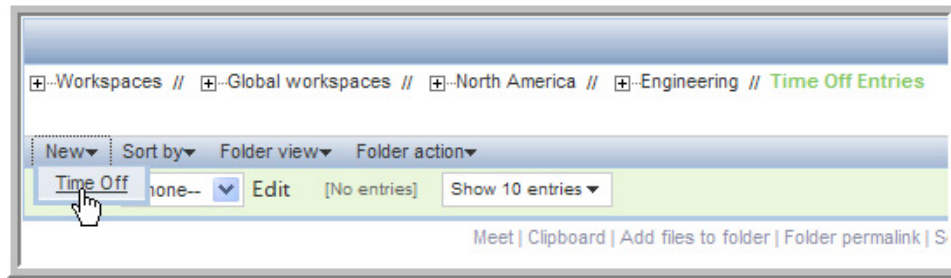 Workspaces // Global workspaces // North America // Engineering // Time Off Entries
New Sort by Folder view Folder action
Time Off Edit [No entries] Show 10 entries
Meet | Clipboard | Add files to folder | Folder permalink |